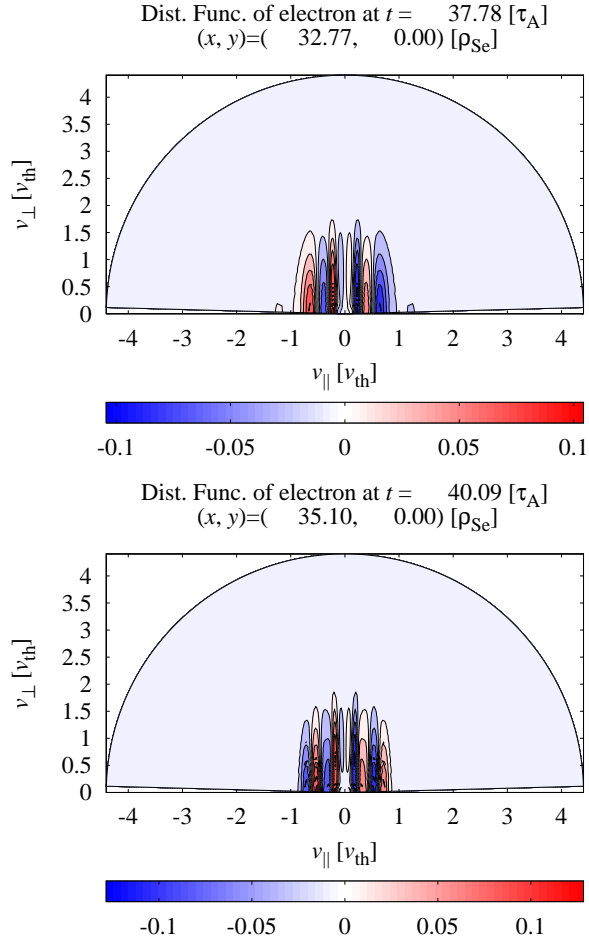 Dist. Func. of electron at t = 37.78 [τA]
(x, y)=( 32.77, 0.00) [ρSe]
4
3.5
3
2.5
2
1.5
1
0.5
0
v⊥ [vth]
-4 -3 -2 -1 0 1 2 3 4
v|| [vth]
-0.1 -0.05 0 0.05 0.1
Dist. Func. of electron at t = 40.09 [τA]
(x, y)=( 35.10, 0.00) [ρSe]
4
3.5
3
2.5
2
1.5
1
0.5
0
v⊥ [vth]
-4 -3 -2 -1 0 1 2 3 4
v|| [vth]
-0.1 -0.05 0 0.05 0.1